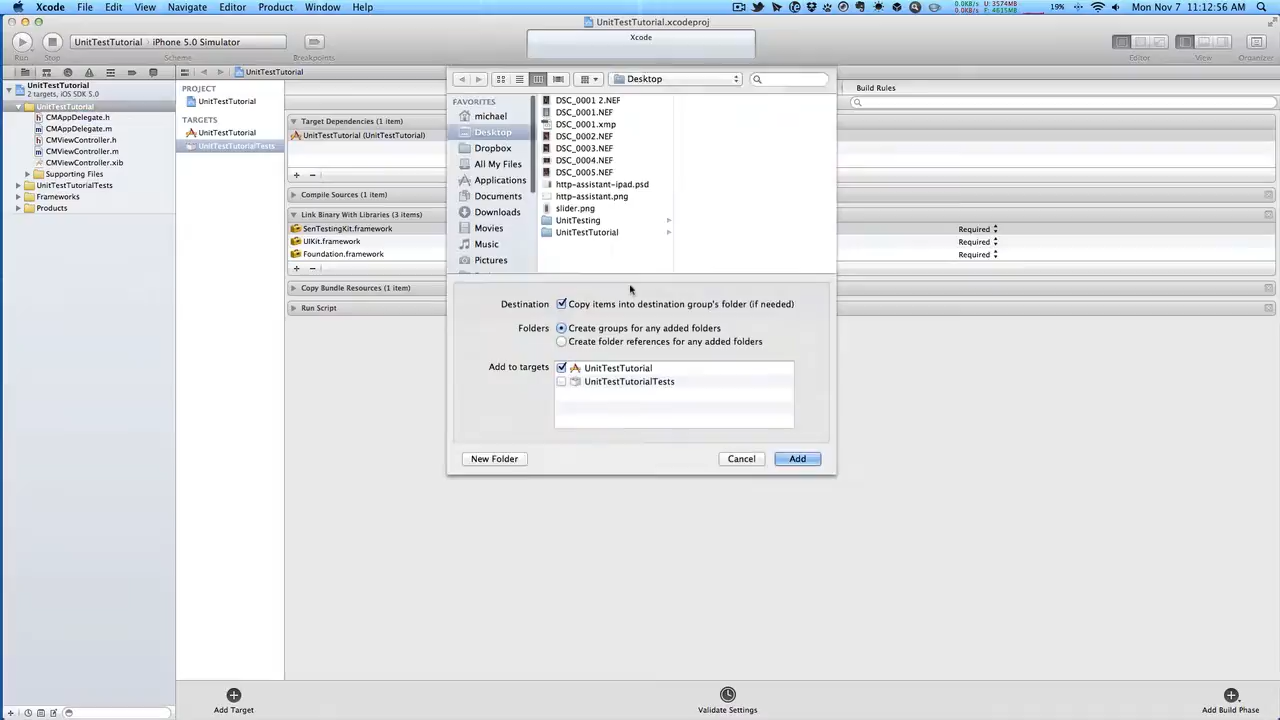 Xcode File Edit View Navigate Editor Product Window Help
0.0KB/s U: 3574MB
0.0KB/s F: 4615MB
19% Mon Nov 7 11:12:56 AM
UnitTestTutorial.xcodeproj
UnitTestTutorial iPhone 5.0 Simulator
Xcode
Run Stop Scheme Breakpoints Editor View Organizer
UnitTestTutorial
2 targets, iOS SDK 5.0
UnitTestTutorial
CMAppDelegate.h
CMAppDelegate.m
CMViewController.h
CMViewController.m
CMViewController.xib
Supporting Files
UnitTestTutorialTests
Frameworks
Products
UnitTestTutorial
PROJECT
UnitTestTutorial
TARGETS
UnitTestTutorial
UnitTestTutorialTests
Build Rules
Target Dependencies (1 item)
UnitTestTutorial (UnitTestTutorial)
Compile Sources (1 item)
Link Binary With Libraries (3 items)
SenTestingKit.framework
Required
UIKit.framework
Required
Foundation.framework
Required
Copy Bundle Resources (1 item)
Run Script
Desktop
FAVORITES
michael
Desktop
Dropbox
All My Files
Applications
Documents
Downloads
Movies
Music
Pictures
DSC_0001 2.NEF
DSC_0001.NEF
DSC_0001.xmp
DSC_0002.NEF
DSC_0003.NEF
DSC_0004.NEF
DSC_0005.NEF
http-assistant-ipad.psd
http-assistant.png
slider.png
UnitTesting
UnitTestTutorial
Destination Copy items into destination group's folder (if needed)
Folders Create groups for any added folders
Create folder references for any added folders
Add to targets UnitTestTutorial
UnitTestTutorialTests
New Folder Cancel Add
Add Target Validate Settings Add Build Phase